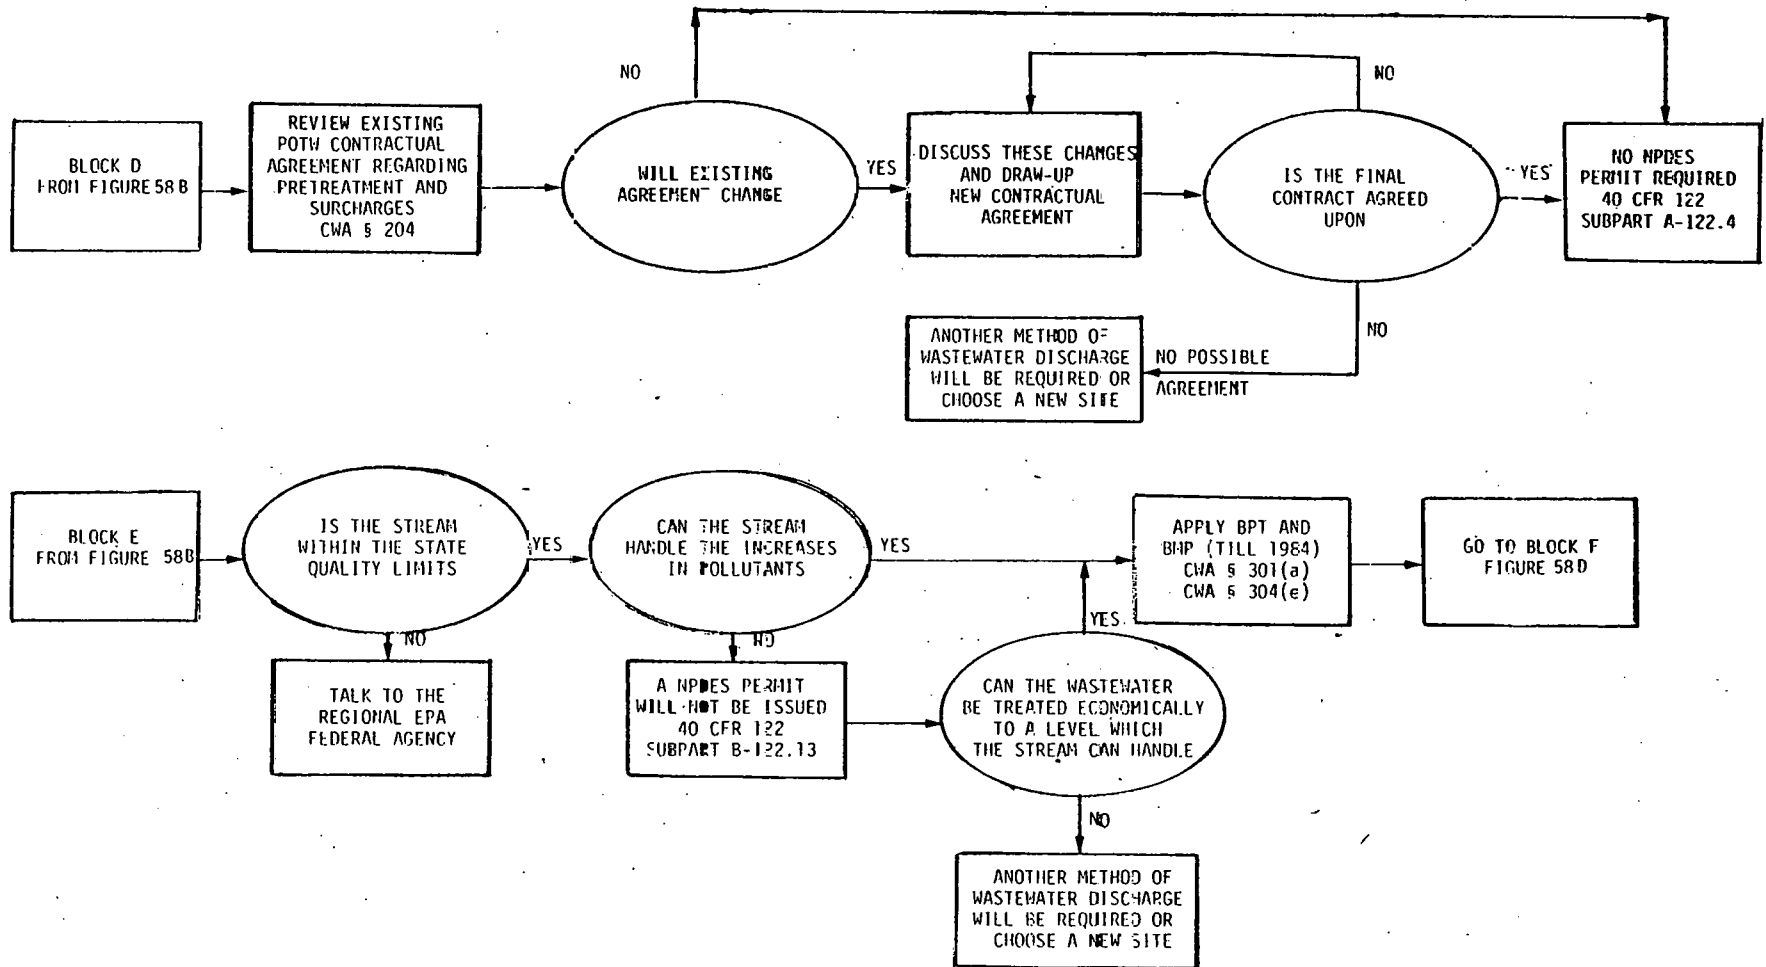 NO
NO
BLOCK D
FROM FIGURE 58 B
REVIEW EXISTING
POTW CONTRACTUAL
AGREEMENT REGARDING
PRETREATMENT AND
SURCHARGES
CWA § 204
WILL EXISTING
AGREEMENT CHANGE
YES
DISCUSS THESE CHANGES
AND DRAW-UP
NEW CONTRACTUAL
AGREEMENT
IS THE FINAL
CONTRACT AGREED
UPON
YES
NO NPDES
PERMIT REQUIRED
40 CFR 122
SUBPART A-122.4
NO
ANOTHER METHOD OF
WASTEWATER DISCHARGE
WILL BE REQUIRED OR
CHOOSE A NEW SITE
NO POSSIBLE
AGREEMENT
BLOCK E
FROM FIGURE 58B
IS THE STREAM
WITHIN THE STATE
QUALITY LIMITS
YES
CAN THE STREAM
HANDLE THE INCREASES
IN POLLUTANTS
YES
APPLY BPT AND
BMP (TILL 1984)
CWA § 301(a)
CWA § 304(e)
GO TO BLOCK F
FIGURE 58D
NO
TALK TO THE
REGIONAL EPA
FEDERAL AGENCY
NO
A NPDES PERMIT
WILL NOT BE ISSUED
40 CFR 122
SUBPART B-122.13
YES
CAN THE WASTEWATER
BE TREATED ECONOMICALLY
TO A LEVEL WHICH
THE STREAM CAN HANDLE
NO
ANOTHER METHOD OF
WASTEWATER DISCHARGE
WILL BE REQUIRED OR
CHOOSE A NEW SITE